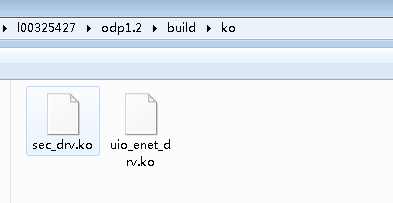 l00325427 ▸ odp1.2 ▸ build ▸ ko
sec_drv.ko
uio_enet_d
rv.ko